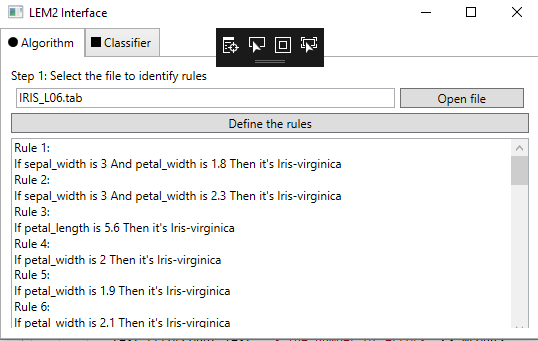 LEM2 Interface
Algorithm
Classifier
Step 1: Select the file to identify rules
IRIS_L06.tab
Open file
Define the rules
Rule 1:
If sepal_width is 3 And petal_width is 1.8 Then it's Iris-virginica
Rule 2:
If sepal_width is 3 And petal_width is 2.3 Then it's Iris-virginica
Rule 3:
If petal_length is 5.6 Then it's Iris-virginica
Rule 4:
If petal_width is 2 Then it's Iris-virginica
Rule 5:
If petal_width is 1.9 Then it's Iris-virginica
Rule 6:
If petal_width is 2.1 Then it's Iris-virginica